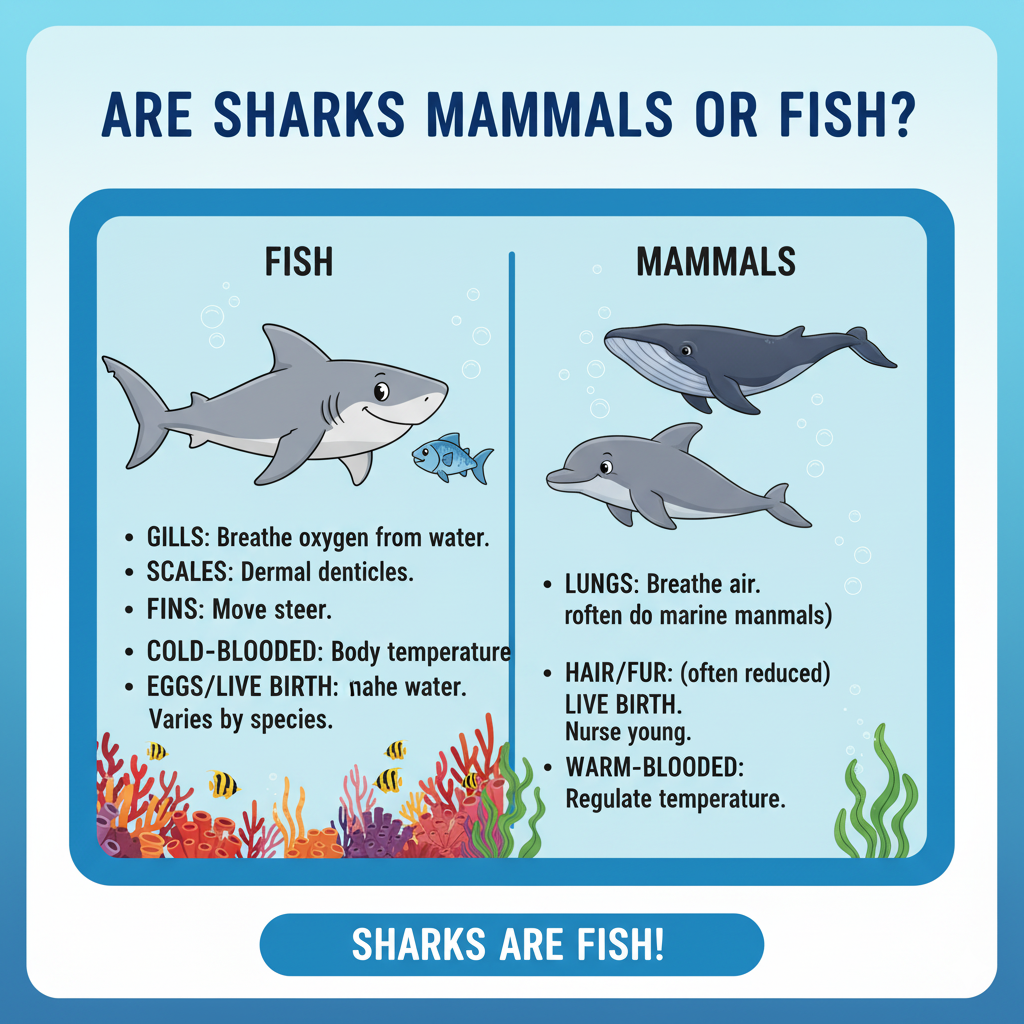 ARE SHARKS MAMMALS OR FISH?
FISH
• GILLS: Breathe oxygen from water.
• SCALES: Dermal denticles.
• FINS: Move steer.
• COLD-BLOODED: Body temperature
• EGGS/LIVE BIRTH: nahe water.
Varies by species.
MAMMALS
• LUNGS: Breathe air.
roften do marine manmals)
• HAIR/FUR: (often reduced)
LIVE BIRTH.
Nurse young.
• WARM-BLOODED:
Regulate temperature.
SHARKS ARE FISH!